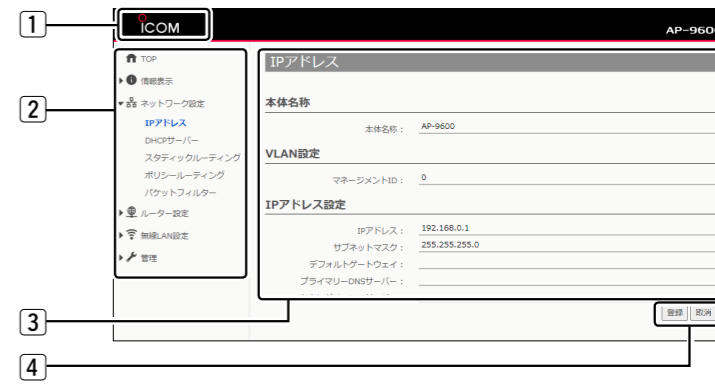 1
ICOM
AP-960
TOP
情報表示
2
ネットワーク設定
IPアドレス
DHCPサーバー
スタティックルーティング
ポリシールーティング
パケットフィルター
ルーター設定
無線LAN設定
管理
IPアドレス
本体名称
本体名称：
AP-9600
VLAN設定
マネージメントID：
0
IPアドレス設定
IPアドレス：
192.168.0.1
サブネットマスク：
255.255.255.0
デフォルトゲートウェイ：
プライマリーDNSサーバー：
3
登録
取消
4